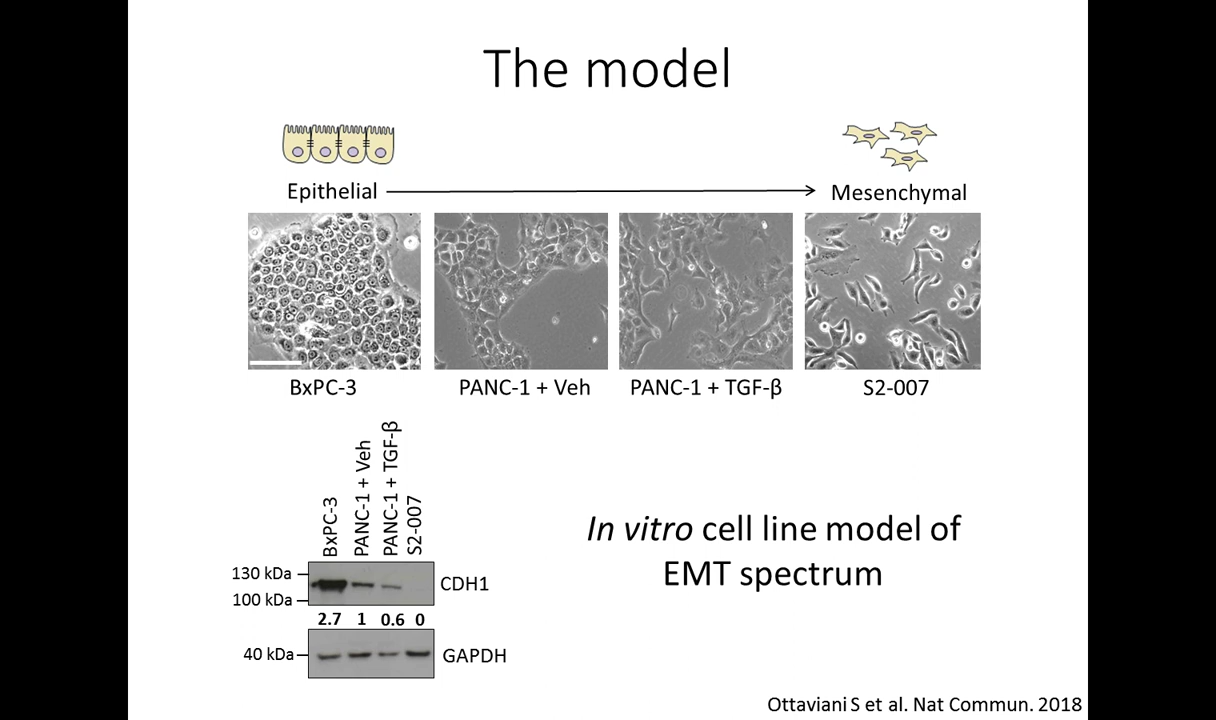 The model
Epithelial
Mesenchymal
BxPC-3
PANC-1 + Veh
PANC-1 + TGF-β
S2-007
BxPC-3
PANC-1 + Veh
PANC-1 + TGF-β
S2-007
130 kDa
100 kDa
CDH1
2.7 1 0.6 0
40 kDa
GAPDH
In vitro cell line model of
EMT spectrum
Ottaviani S et al. Nat Commun. 2018